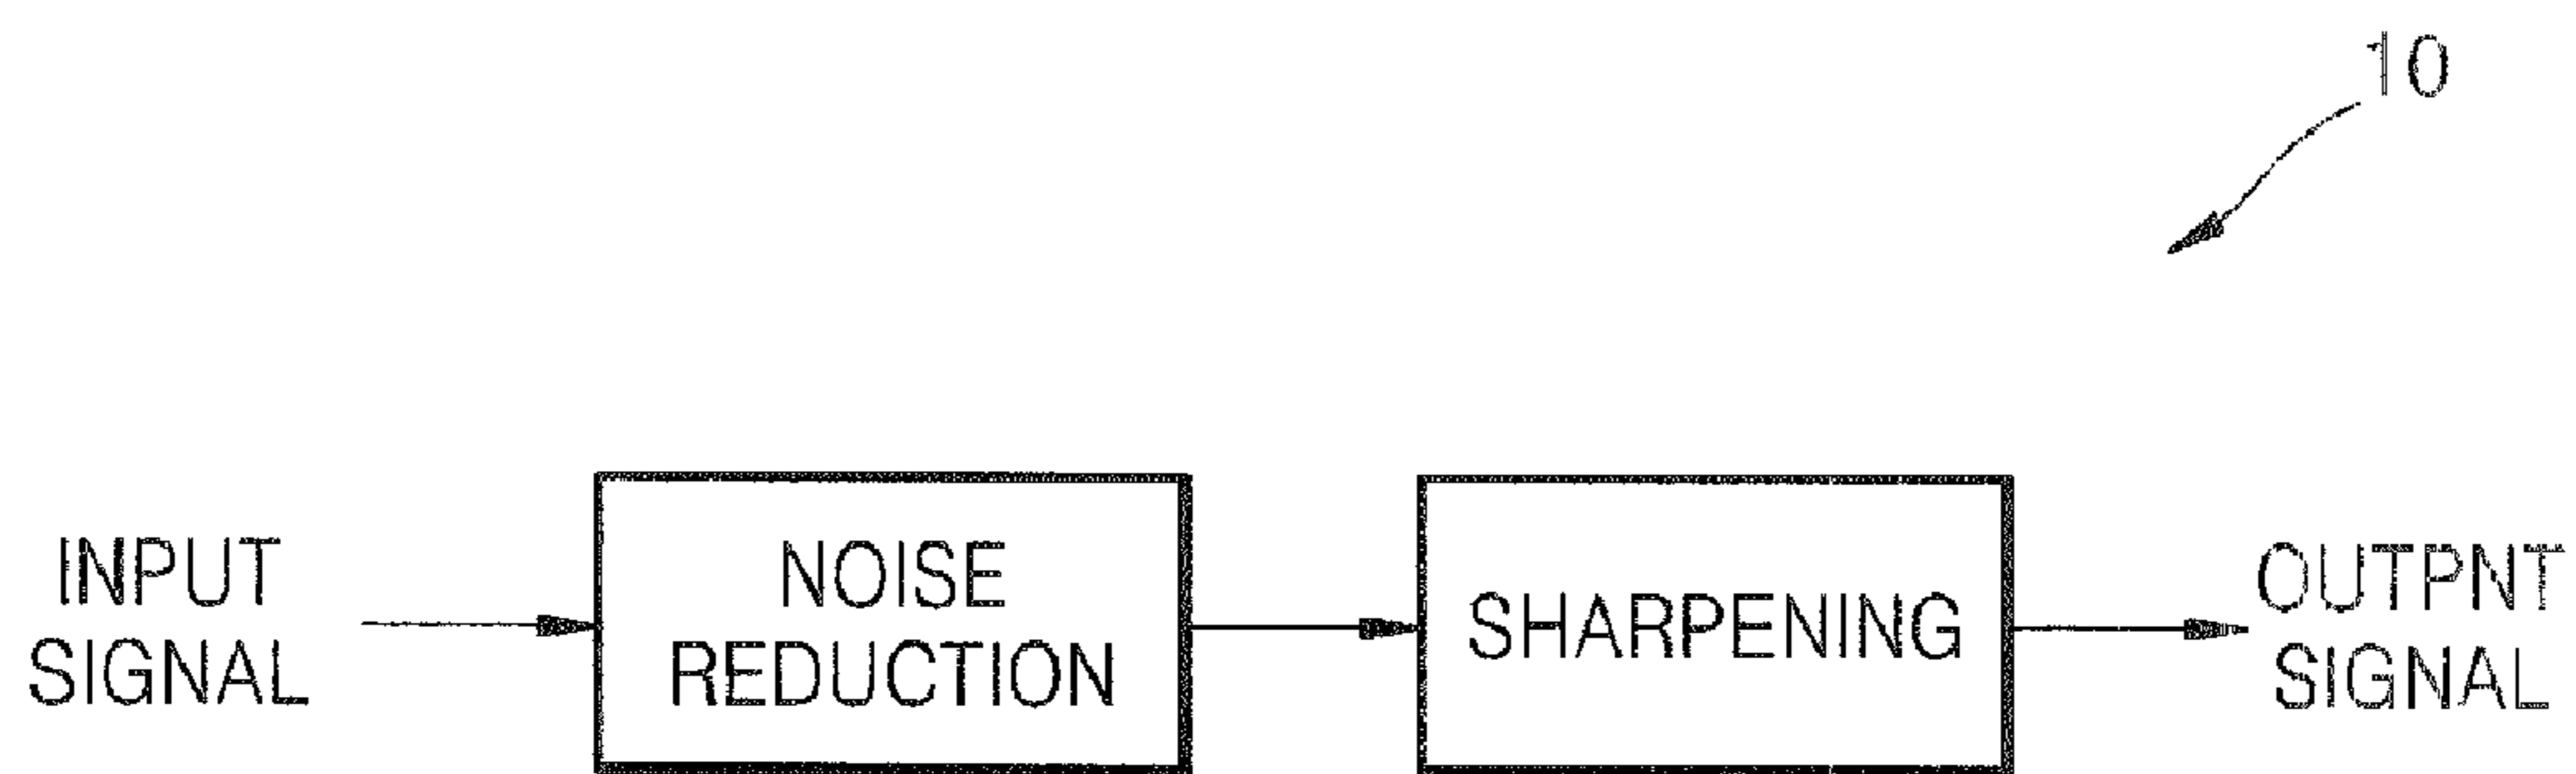 10
INPUT
SIGNAL
NOISE
REDUCTION
SHARPENING
OUTPNT
SIGNAL